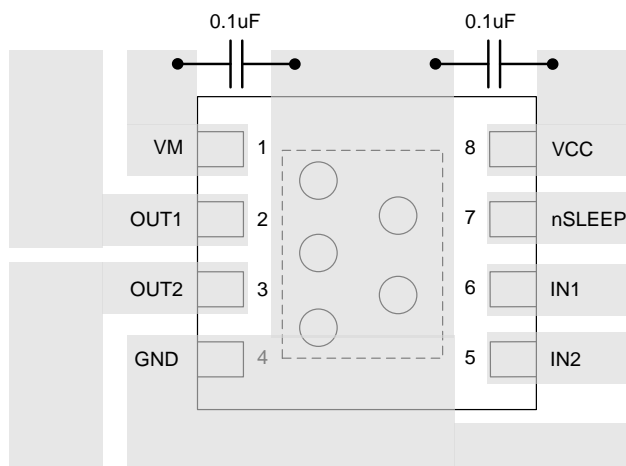 0.1uF 0.1uF
VM 1 8 VCC
OUT1 2 7 nSLEEP
OUT2 3 6 IN1
GND 4 5 IN2